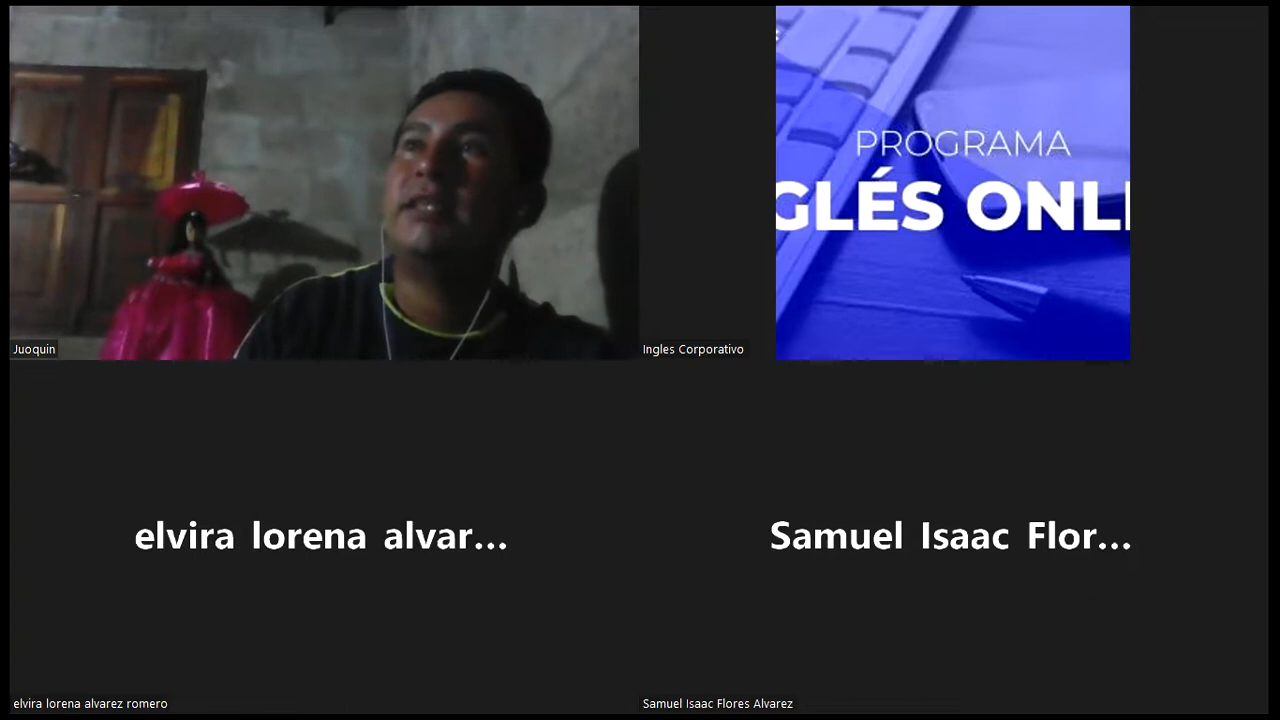 PROGRAMA
GLÉS ONLI
Juoquin
Ingles Corporativo
elvira lorena alvar...
Samuel Isaac Flor...
elvira lorena alvarez romero
Samuel Isaac Flores Alvarez